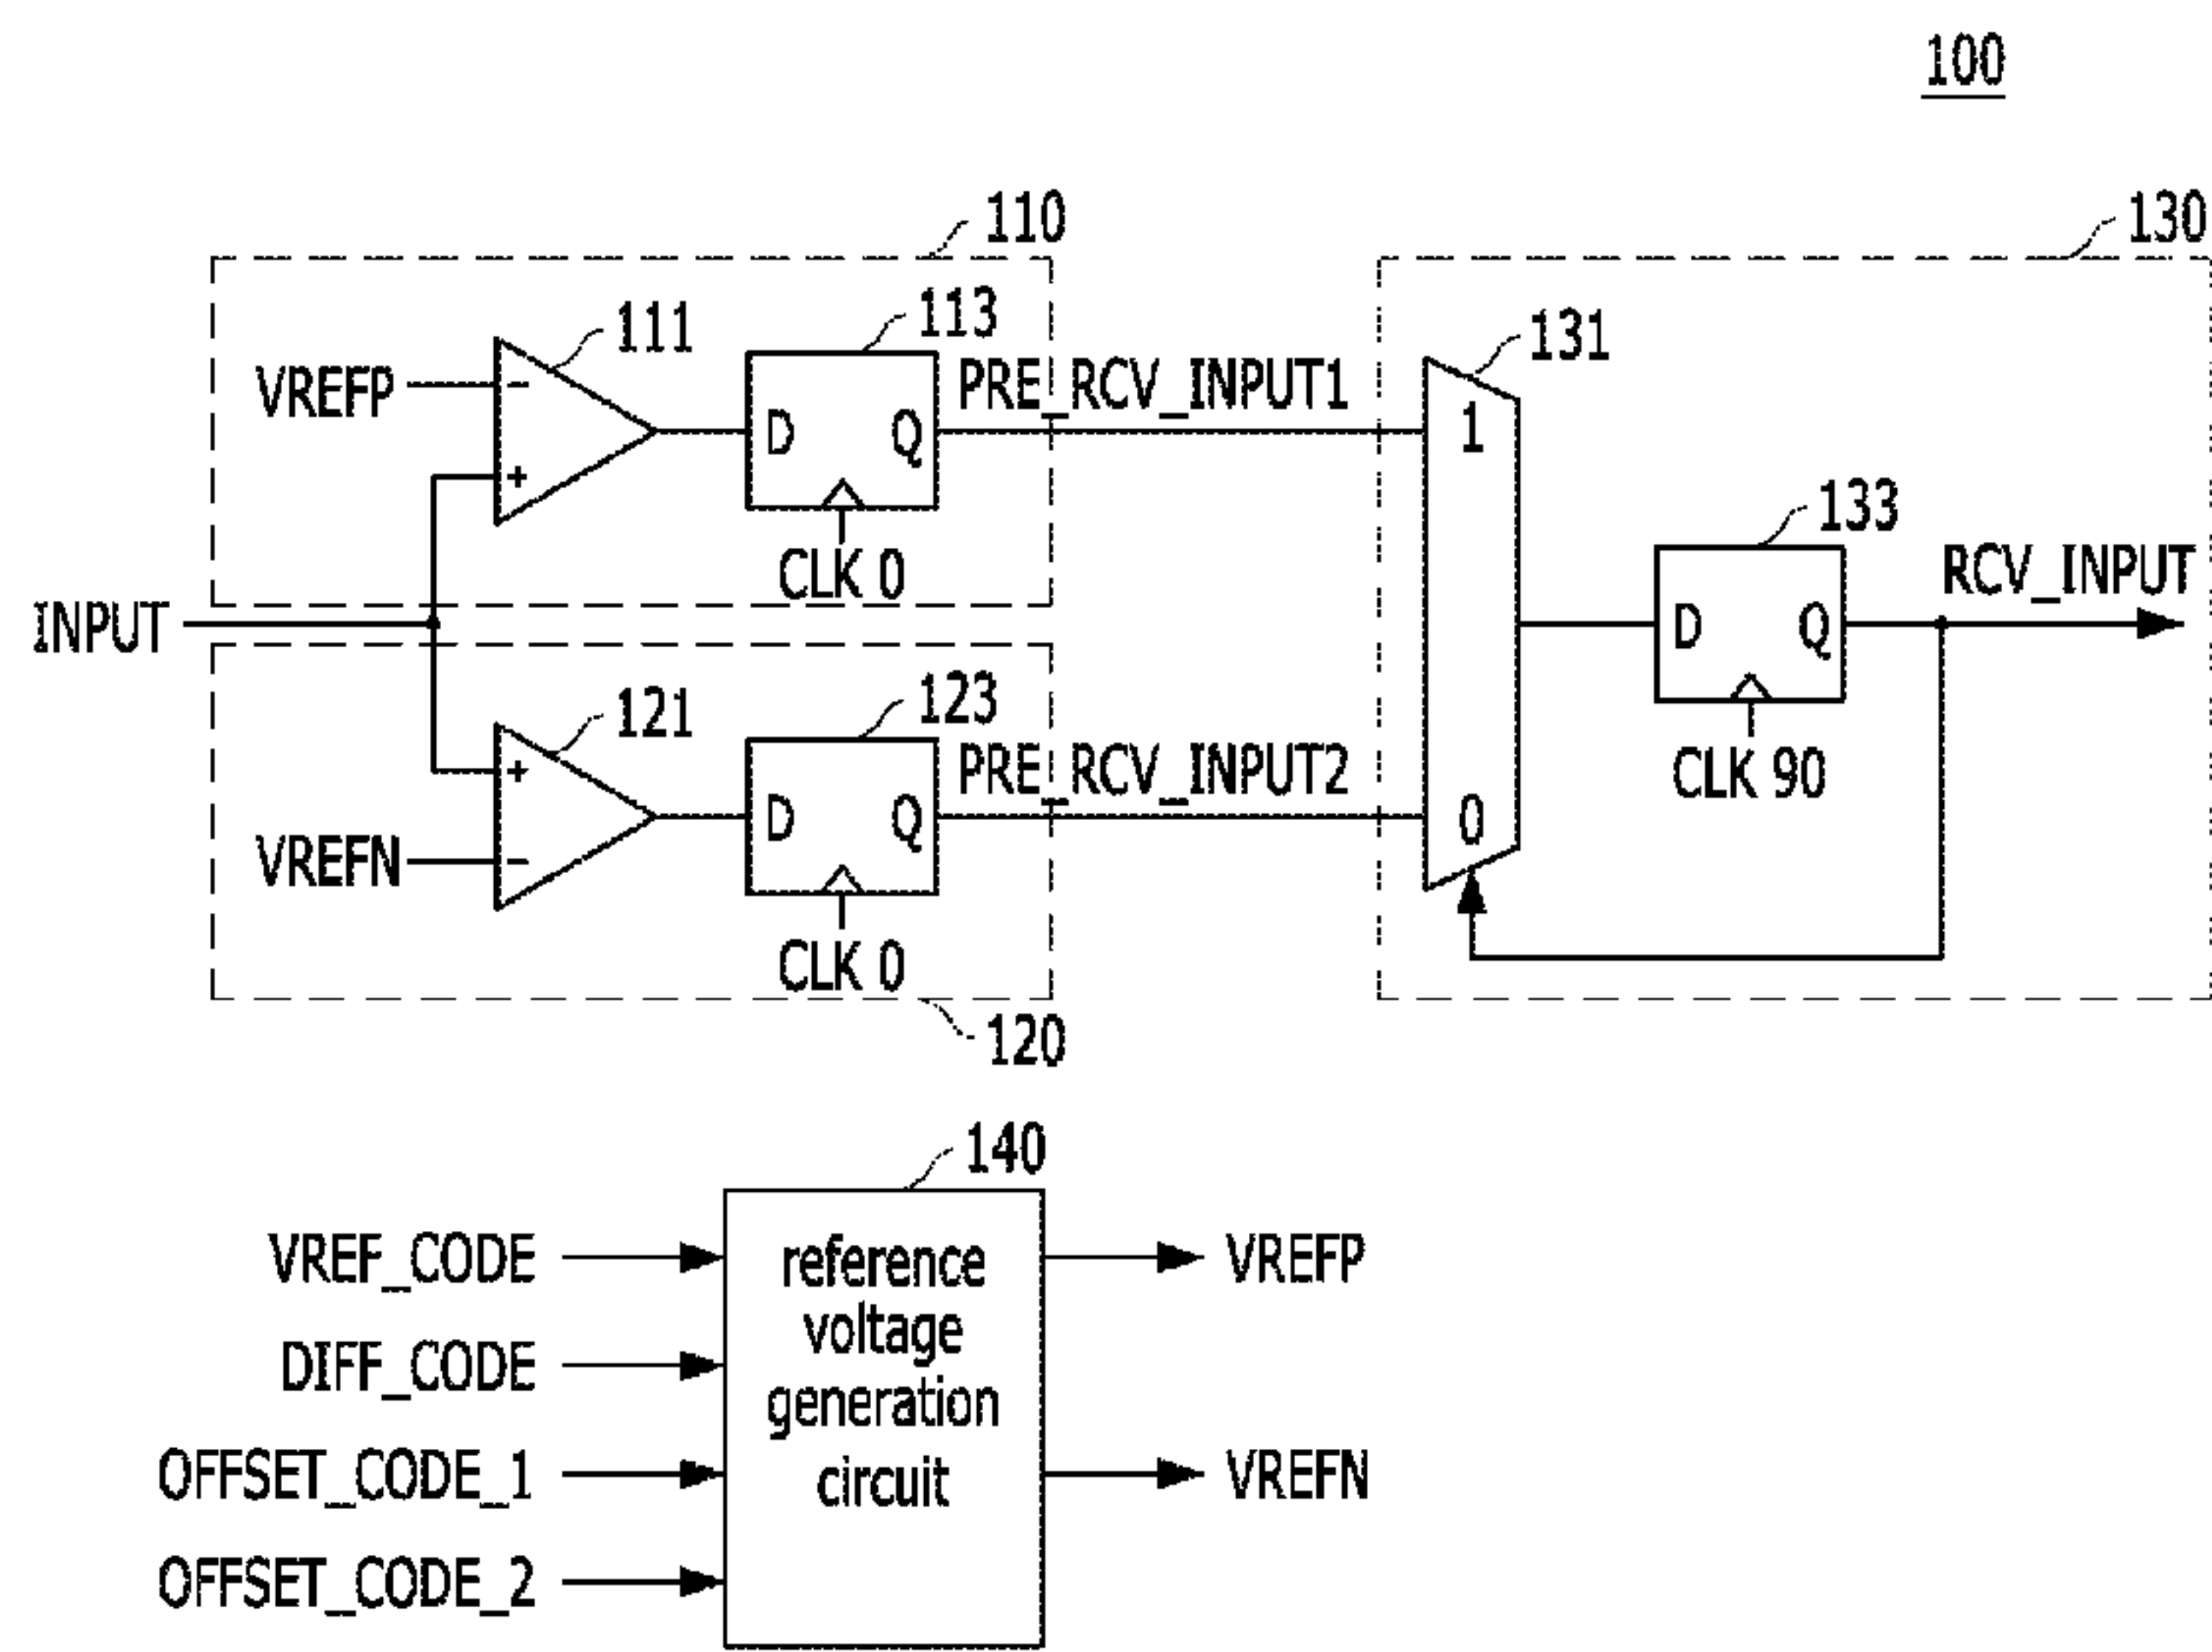 100
110
130
111
113
131
VREFP
-
PRE_RCV_INPUT1
D
Q
1
+
133
CLK 0
RCV_INPUT
INPUT
D
Q
121
123
CLK 90
PRE_RCV_INPUT2
+
D
Q
0
VREFN
-
CLK 0
120
140
VREF_CODE
reference
VREFP
voltage
DIFF_CODE
generation
OFFSET_CODE_1
circuit
VREFN
OFFSET_CODE_2